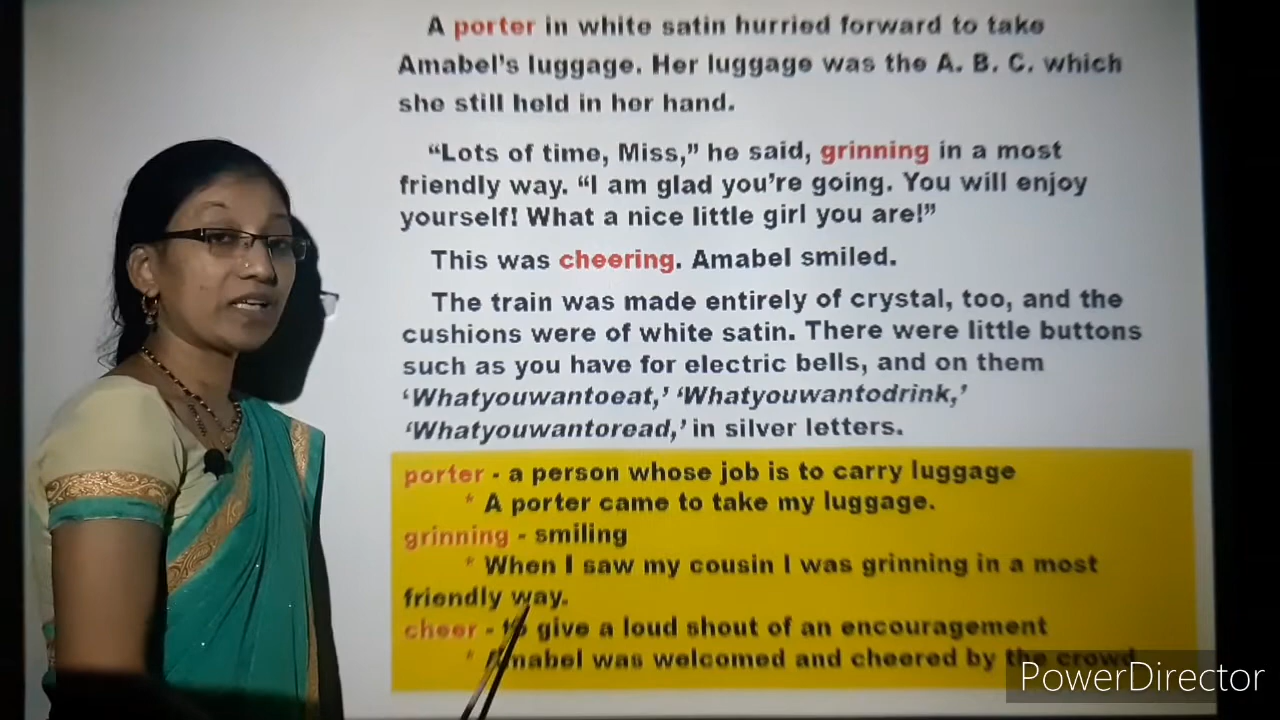 A porter in white satin hurried forward to take
Amabel's luggage. Her luggage was the A. B. C. which
she still held in her hand.
“Lots of time, Miss,” he said, grinning in a most
friendly way. “I am glad you're going. You will enjoy
yourself! What a nice little girl you are!”
This was cheering. Amabel smiled.
The train was made entirely of crystal, too, and the
cushions were of white satin. There were little buttons
such as you have for electric bells, and on them
‘Whatyouwantoeat,’ ‘Whatyouwantodrink,’
‘Whatyouwantoread,’ in silver letters.
porter - a person whose job is to carry luggage
* A porter came to take my luggage.
grinning - smiling
* When I saw my cousin I was grinning in a most
friendly way.
cheer - to give a loud shout of an encouragement
* Amabel was welcomed and cheered by the crowd
PowerDirector